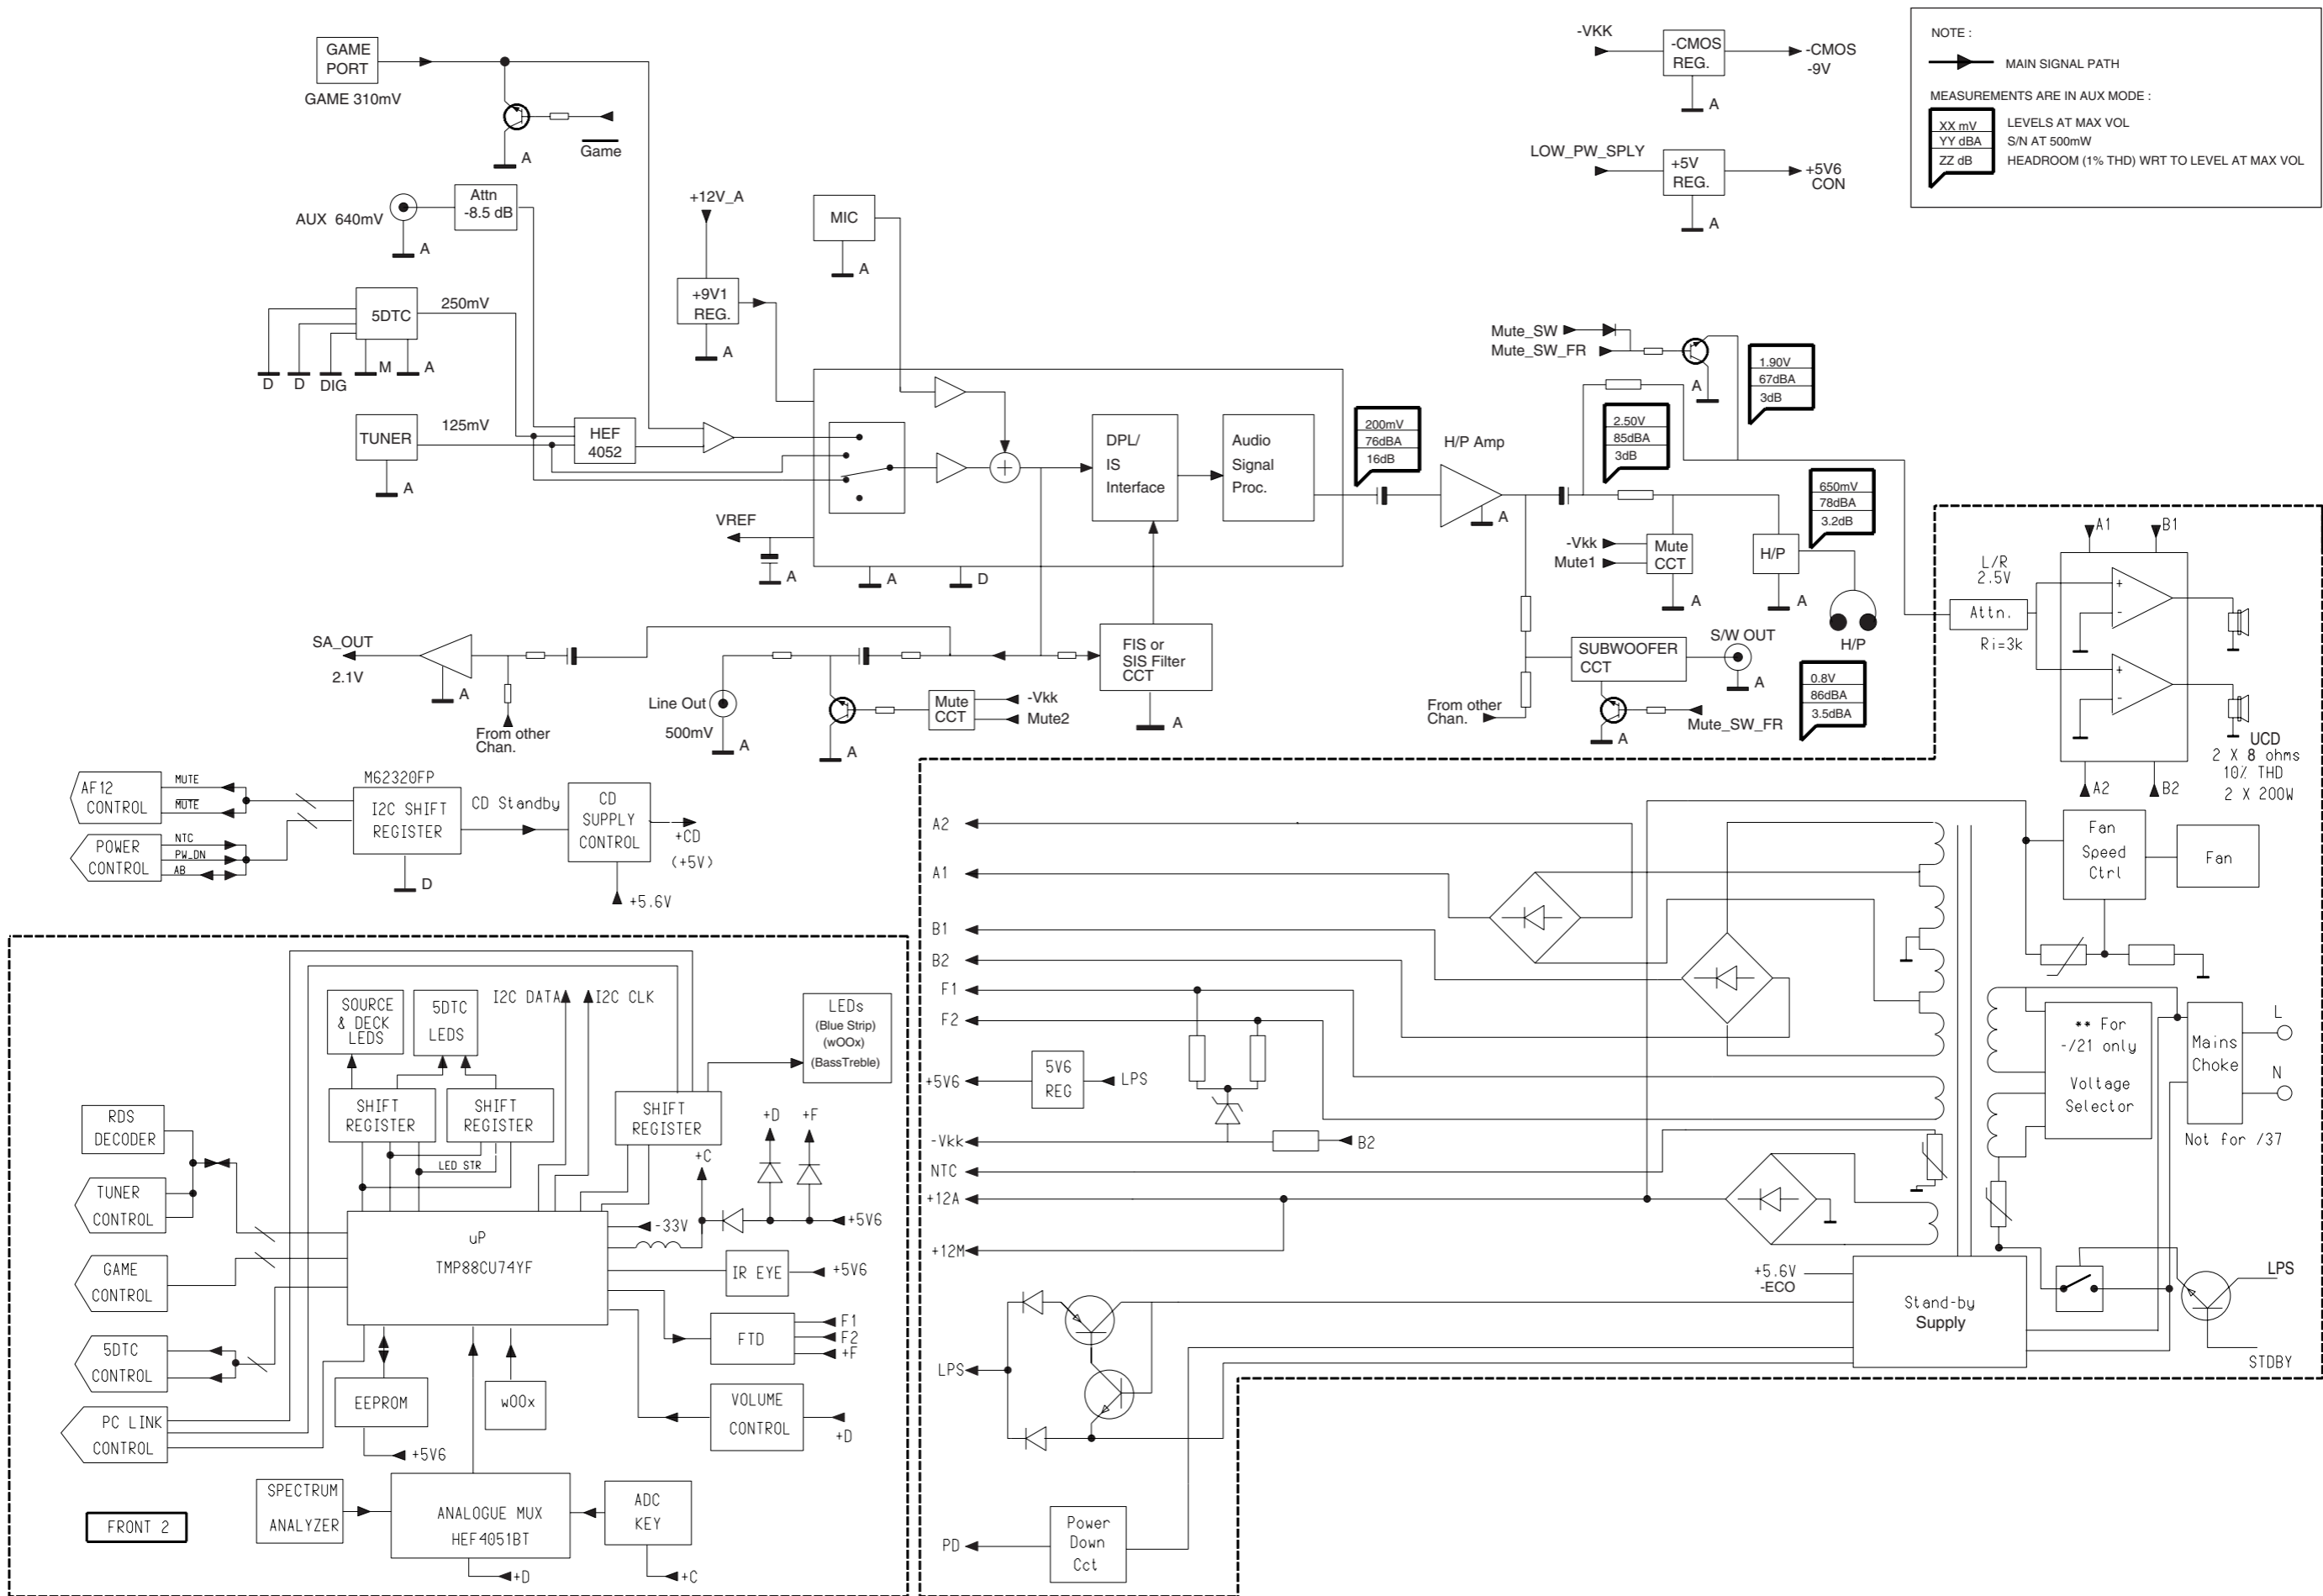 GAME
PORT
GAME 310mV
Game
A
AUX 640mV
Attn
-8.5 dB
A
5DTC
250mV
D
D
DIG
M
A
TUNER
125mV
A
HEF
4052
+12V_A
+9V1
REG.
A
MIC
A
VREF
A
A
D
DPL/
IS
Interface
Audio
Signal
Proc.
FIS or
SIS Filter
CCT
A
SA_OUT
2.1V
A
From other
Chan.
Line Out
500mV
A
A
Mute
CCT
-Vkk
Mute2
-VKK
-CMOS
REG.
-CMOS
-9V
A
LOW_PW_SPLY
+5V
REG.
+5V6
CON
A
NOTE :
MAIN SIGNAL PATH
MEASUREMENTS ARE IN AUX MODE :
XX mV
YY dBA
ZZ dB
LEVELS AT MAX VOL
S/N AT 500mW
HEADROOM (1% THD) WRT TO LEVEL AT MAX VOL
Mute_SW
Mute_SW_FR
A
1.90V
67dBA
3dB
200mV
76dBA
16dB
H/P Amp
A
2.50V
85dBA
3dB
650mV
78dBA
3.2dB
-Vkk
Mute1
Mute
CCT
A
H/P
A
H/P
SUBWOOFER
CCT
S/W OUT
A
From other
Chan.
A
Mute_SW_FR
0.8V
86dBA
3.5dBA
A1
B1
L/R
2.5V
Attn.
Ri=3k
+
-
+
-
A2
B2
UCD
2 X 8 ohms
10% THD
2 X 200W
AF12
CONTROL
MUTE
MUTE
POWER
CONTROL
NTC
PW_DN
AB
M62320FP
I2C SHIFT
REGISTER
D
CD Standby
CD
SUPPLY
CONTROL
+CD
(+5V)
+5.6V
SOURCE
& DECK
LEDS
5DTC
LEDS
I2C DATA
I2C CLK
LEDs
(Blue Strip)
(wOOx)
(BassTreble)
SHIFT
REGISTER
SHIFT
REGISTER
SHIFT
REGISTER
LED STR
RDS
DECODER
TUNER
CONTROL
GAME
CONTROL
5DTC
CONTROL
PC LINK
CONTROL
uP
TMP88CU74YF
+C
+D
+F
-33V
+5V6
IR EYE
+5V6
FTD
F1
F2
+F
VOLUME
CONTROL
+D
EEPROM
+5V6
wOOx
SPECTRUM
ANALYZER
ANALOGUE MUX
HEF4051BT
+D
ADC
KEY
+C
FRONT 2
A2
A1
B1
B2
F1
F2
+5V6
5V6
REG
LPS
-Vkk
B2
NTC
+12A
+12M
LPS
PD
Power
Down
Cct
Fan
Speed
Ctrl
Fan
** For
-/21 only
Voltage
Selector
Mains
Choke
L
N
Not for /37
+5.6V
-ECO
Stand-by
Supply
LPS
STDBY